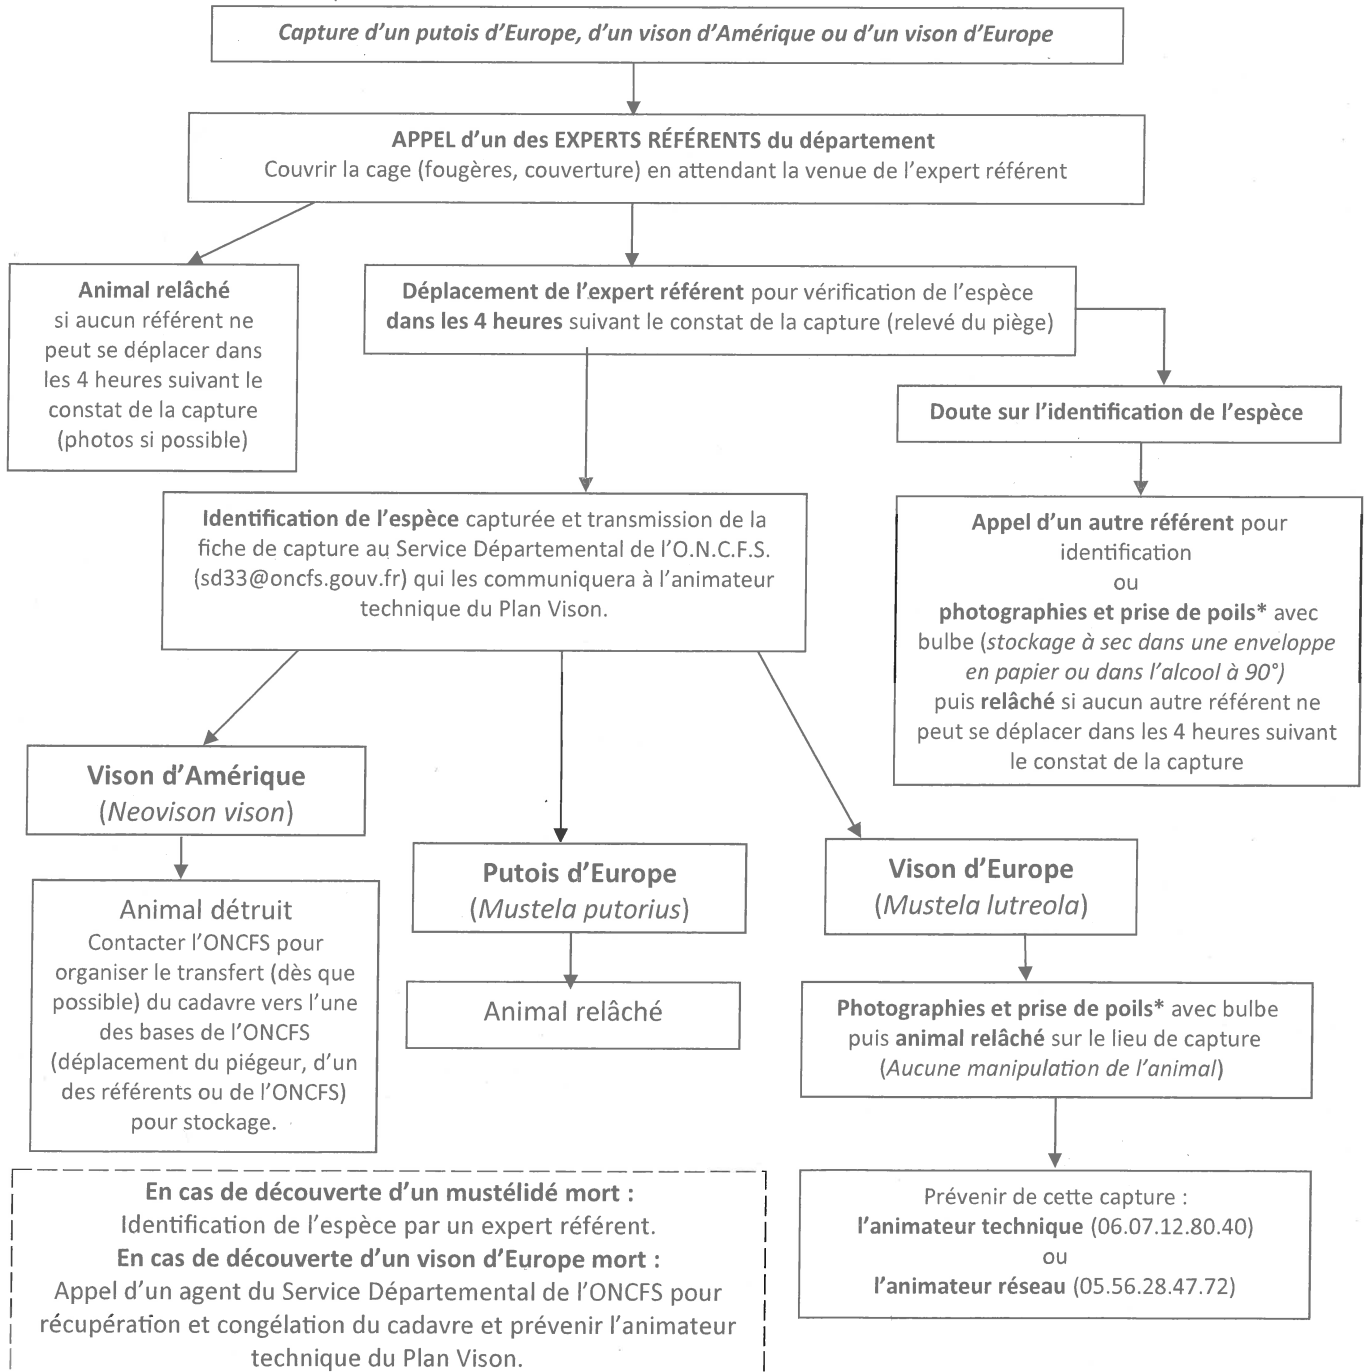 Capture d'un putois d'Europe, d'un vison d'Amérique ou d'un vison d'Europe
APPEL d'un des EXPERTS RÉFÉRENTS du département
Couvrir la cage (fougères, couverture) en attendant la venue de l'expert référent
Animal relâché
si aucun référent ne
peut se déplacer dans
les 4 heures suivant le
constat de la capture
(photos si possible)
Déplacement de l'expert référent pour vérification de l'espèce
dans les 4 heures suivant le constat de la capture (relevé du piège)
Doute sur l'identification de l'espèce
Appel d'un autre référent pour
identification
ou
photographies et prise de poils* avec
bulbe (stockage à sec dans une enveloppe
en papier ou dans l'alcool à 90°)
puis relâché si aucun autre référent ne
peut se déplacer dans les 4 heures suivant
le constat de la capture
Identification de l'espèce capturée et transmission de la
fiche de capture au Service Départemental de l'O.N.C.F.S.
(sd33@oncfs.gouv.fr) qui les communiquera à l'animateur
technique du Plan Vison.
Vison d'Amérique
(Neovison vison)
Animal détruit
Contacter l'ONCFS pour
organiser le transfert (dès que
possible) du cadavre vers l'une
des bases de l'ONCFS
(déplacement du piégeur, d'un
des référents ou de l'ONCFS)
pour stockage.
Putois d'Europe
(Mustela putorius)
Animal relâché
Vison d'Europe
(Mustela lutreola)
Photographies et prise de poils* avec bulbe
puis animal relâché sur le lieu de capture
(Aucune manipulation de l'animal)
Prévenir de cette capture :
l'animateur technique (06.07.12.80.40)
ou
l'animateur réseau (05.56.28.47.72)
En cas de découverte d'un mustélidé mort :
Identification de l'espèce par un expert référent.
En cas de découverte d'un vison d'Europe mort :
Appel d'un agent du Service Départemental de l'ONCFS pour
récupération et congélation du cadavre et prévenir l'animateur
technique du Plan Vison.